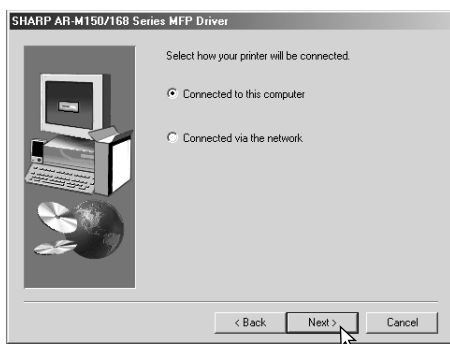 SHARP AR-M150/168 Series MFP Driver
Select how your printer will be connected.
Connected to this computer
Connected via the network
< Back Next > Cancel